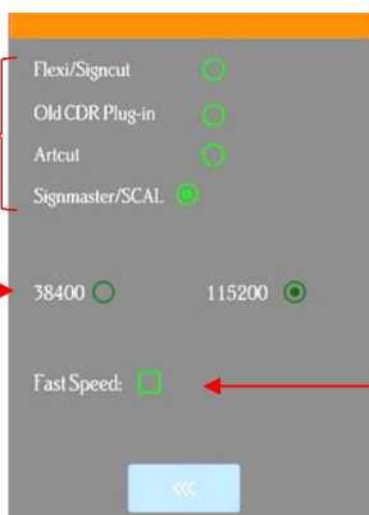 Flexi/Signcut
Old CDR Plug-in
Artcut
Signmaster/SCAL
38400 115200
Fast Speed:
<<<